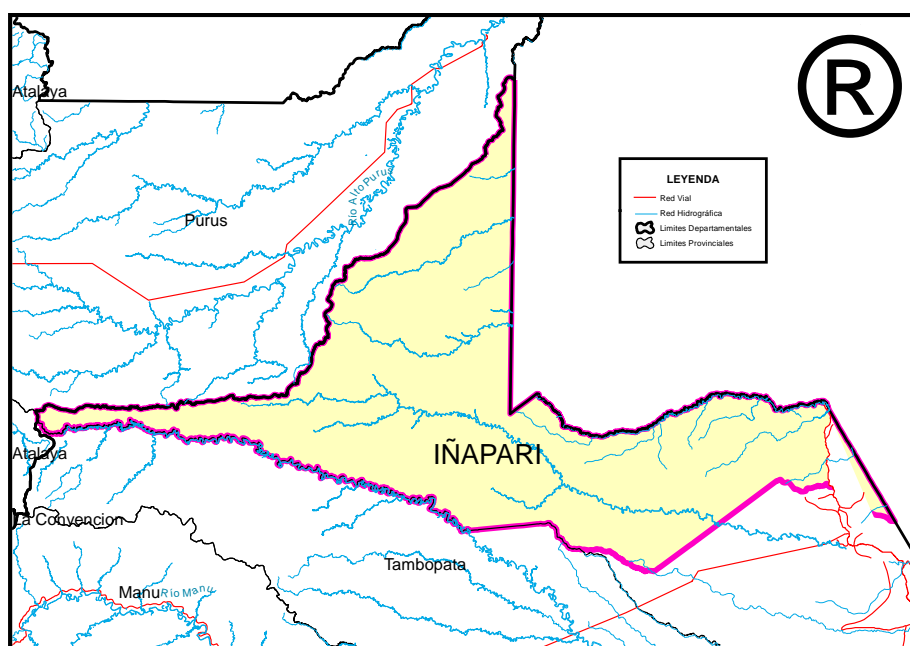 Atalaya
R
LEYENDA
Red Vial
Red Hidrográfica
Limites Departamentales
Limites Provinciales
Rio Alto Purus
Purus
IÑAPARI
Atalaya
La Convencion
Tambopata
Manu
Rio Manu